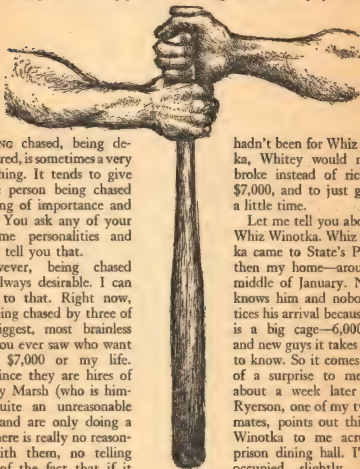 NG chased, being de-
red, is sometimes a very
hing. It tends to give
e person being chased
ng of importance and
You ask any of your
me personalities and
tell you that.
vever, being chased
lways desirable. I can
to that. Right now,
ing chased by three of
iggest, most brainless
ou ever saw who want
$7,000 or my life.
ince they are hires of
y Marsh (who is him-
uite an unreasonable
and are only doing a
ere is really no reason-
ith them, no telling
of the fact that if it
hadn't been for Whiz
ka, Whitey would n
broke instead of ric
$7,000, and to just g
a little time.
Let me tell you abo
Whiz Winotka. Whiz
ka came to State's P
then my home—arou
middle of January. N
knows him and nobo
tices his arrival becaus
is a big cage—6,000
and new guys it takes
to know. So it comes
of a surprise to me
about a week later
Ryerson, one of my tw
mates, points out thi
Winotka to me acr
prison dining hall. I